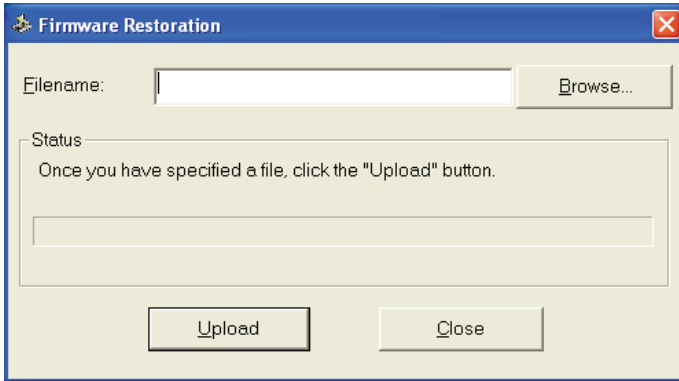 Firmware Restoration
Filename:
Browse...
Status
Once you have specified a file, click the "Upload" button.
Upload
Close